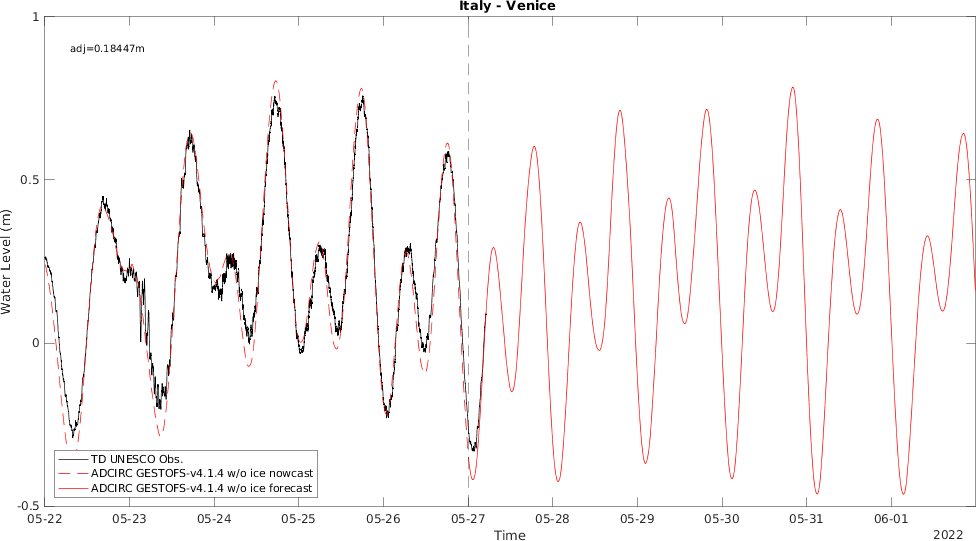 Italy - Venice
adj=0.18447m
1
0.5
0
-0.5
Water Level (m)
TD UNESCO Obs.
ADCIRC GESTOFS-v4.1.4 w/o ice nowcast
ADCIRC GESTOFS-v4.1.4 w/o ice forecast
05-22 05-23 05-24 05-25 05-26 05-27 05-28 05-29 05-30 05-31 06-01
Time
2022